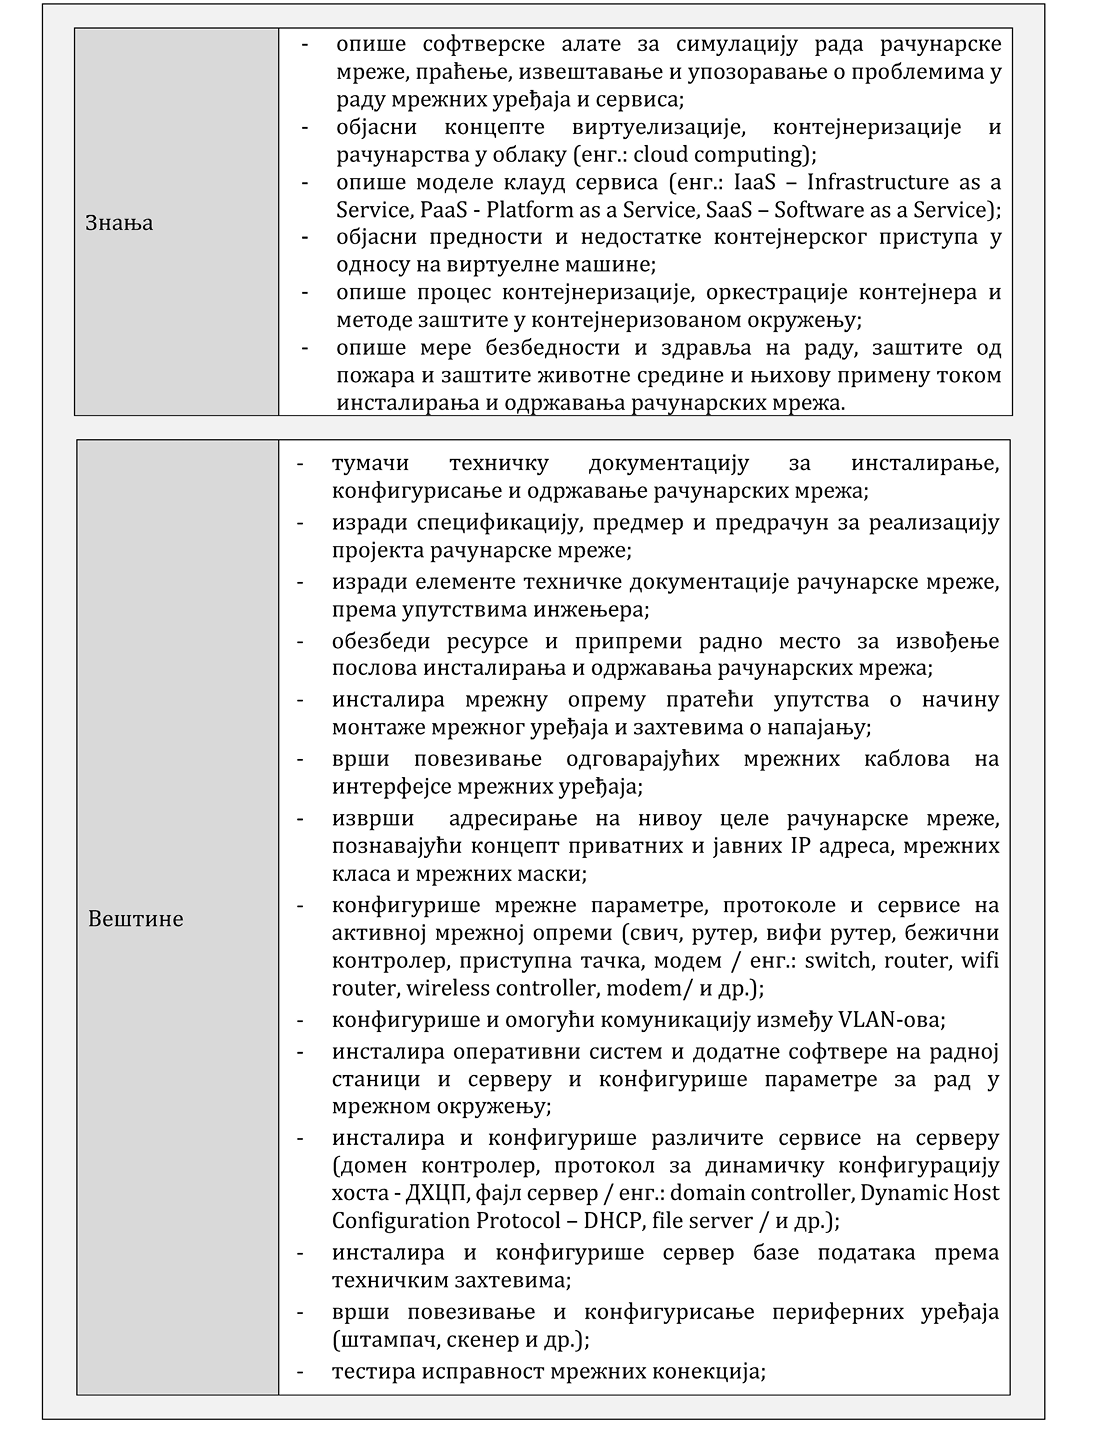 Знања
- опише софтверске алате за симулацију рада рачунарске
мреже, праћење, извештавање и упозоравање о проблемима у
раду мрежних уређаја и сервиса;
- објасни концепте виртуелизације, контејнеризације и
рачунарства у облаку (енг.: cloud computing);
- опише моделе клауд сервиса (енг.: IaaS – Infrastructure as a
Service, PaaS - Platform as a Service, SaaS – Software as a Service);
- објасни предности и недостатке контејнерског приступа у
односу на виртуелне машине;
- опише процес контејнеризације, оркестрације контејнера и
методе заштите у контејнеризованом окружењу;
- опише мере безбедности и здравља на раду, заштите од
пожара и заштите животне средине и њихову примену током
инсталирања и одржавања рачунарских мрежа.
Вештине
- тумачи техничку документацију за инсталирање,
конфигурисање и одржавање рачунарских мрежа;
- изради спецификацију, предмер и предрачун за реализацију
пројекта рачунарске мреже;
- изради елементе техничке документације рачунарске мреже,
према упутствима инжењера;
- обезбеди ресурсе и припреми радно место за извођење
послова инсталирања и одржавања рачунарских мрежа;
- инсталира мрежну опрему пратећи упутства о начину
монтаже мрежног уређаја и захтевима о напајању;
- врши повезивање одговарајућих мрежних каблова на
интерфејсе мрежних уређаја;
- изврши адресирање на нивоу целе рачунарске мреже,
познавајући концепт приватних и јавних IP адреса, мрежних
класа и мрежних маски;
- конфигурише мрежне параметре, протоколе и сервисе на
активној мрежној опреми (свич, рутер, вифи рутер, бежични
контролер, приступна тачка, модем / енг.: switch, router, wifi
router, wireless controller, modem/ и др.);
- конфигурише и омогући комуникацију између VLAN-ова;
- инсталира оперативни систем и додатне софтвере на радној
станици и серверу и конфигурише параметре за рад у
мрежном окружењу;
- инсталира и конфигурише различите сервисе на серверу
(домен контролер, протокол за динамичку конфигурацију
хоста - ДХЦП, фајл сервер / енг.: domain controller, Dynamic Host
Configuration Protocol – DHCP, file server / и др.);
- инсталира и конфигурише сервер базе података према
техничким захтевима;
- врши повезивање и конфигурисање периферних уређаја
(штампач, скенер и др.);
- тестира исправност мрежних конекција;